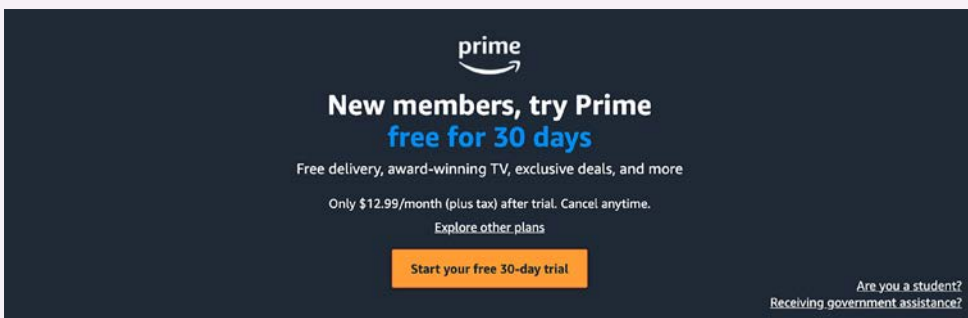 prime
New members, try Prime
free for 30 days
Free delivery, award-winning TV, exclusive deals, and more
Only $12.99/month (plus tax) after trial. Cancel anytime.
Explore other plans
Start your free 30-day trial
Are you a student?
Receiving government assistance?